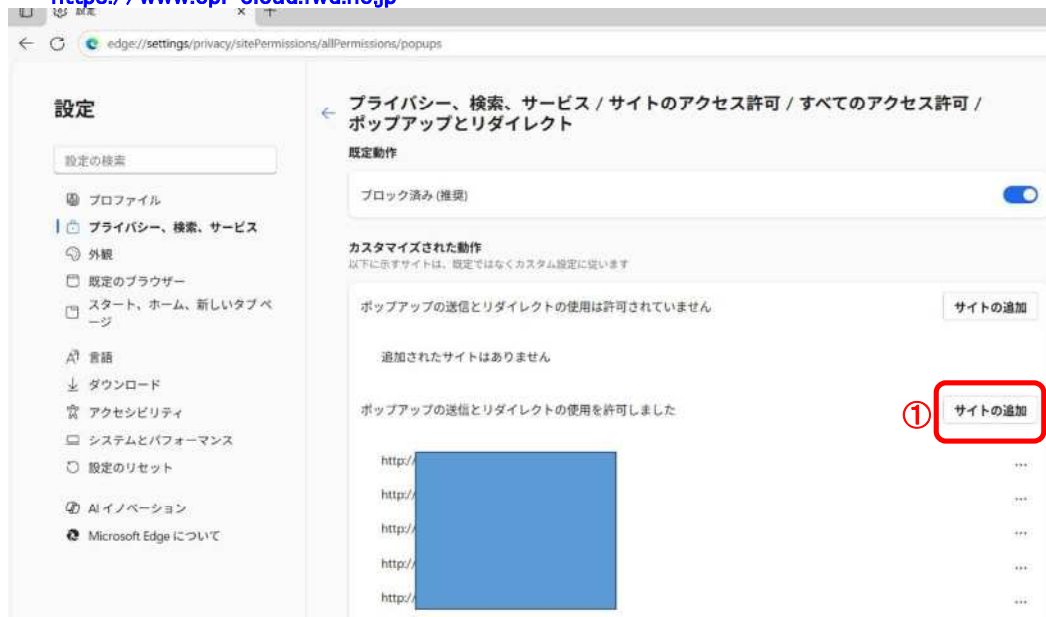 設定
edge://settings/privacy/sitePermissions/allPermissions/popups
設定
設定の検索
プロファイル
プライバシー、検索、サービス
外観
既定のブラウザー
スタート、ホーム、新しいタブ ペ
ージ
言語
ダウンロード
アクセシビリティ
システムとパフォーマンス
設定のリセット
AI イノベーション
Microsoft Edge について
プライバシー、検索、サービス / サイトのアクセス許可 / すべてのアクセス許可 /
ポップアップとリダイレクト
既定動作
ブロック済み (推奨)
カスタマイズされた動作
以下に示すサイトは、既定ではなくカスタム設定に従います
ポップアップの送信とリダイレクトの使用は許可されていません
サイトの追加
追加されたサイトはありません
ポップアップの送信とリダイレクトの使用を許可しました
①
サイトの追加
http:/
http:/
http:/
http:/
http:/